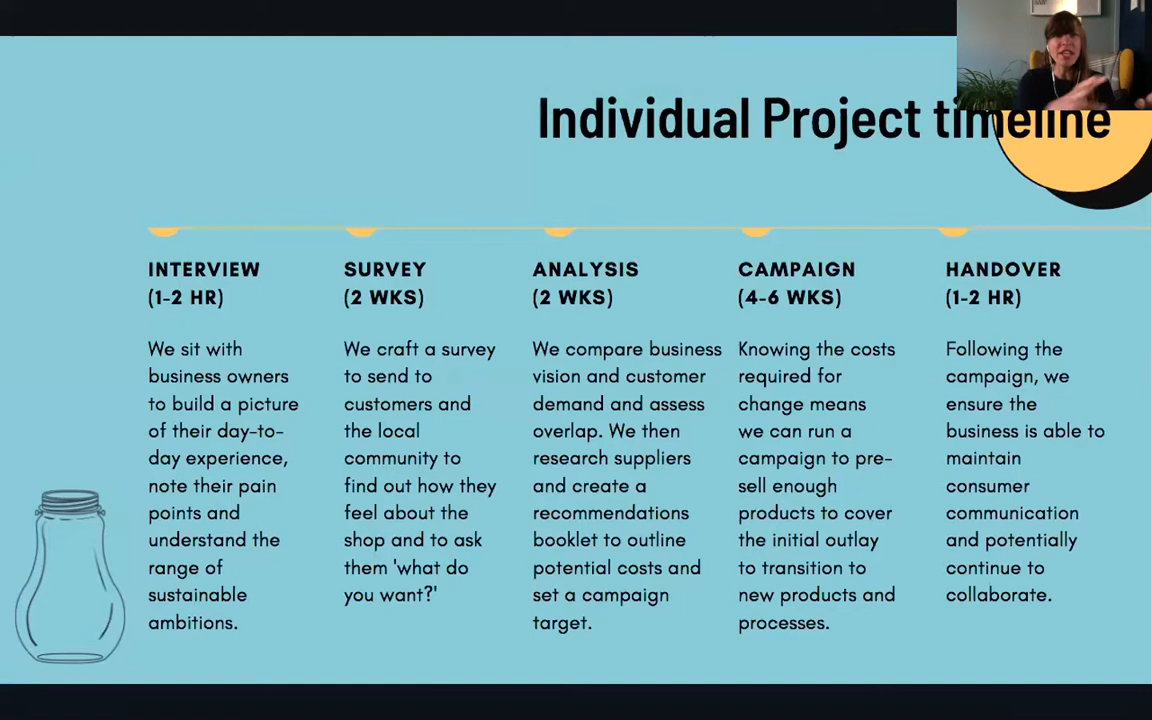 Individual Project timeline
INTERVIEW
(1-2 HR)
We sit with
business owners
to build a picture
of their day-to-
day experience,
note their pain
points and
understand the
range of
sustainable
ambitions.
SURVEY
(2 WKS)
We craft a survey
to send to
customers and
the local
community to
find out how they
feel about the
shop and to ask
them 'what do
you want?'
ANALYSIS
(2 WKS)
We compare business
vision and customer
demand and assess
overlap. We then
research suppliers
and create a
recommendations
booklet to outline
potential costs and
set a campaign
target.
CAMPAIGN
(4-6 WKS)
Knowing the costs
required for
change means
we can run a
campaign to pre-
sell enough
products to cover
the initial outlay
to transition to
new products and
processes.
HANDOVER
(1-2 HR)
Following the
campaign, we
ensure the
business is able to
maintain
consumer
communication
and potentially
continue to
collaborate.